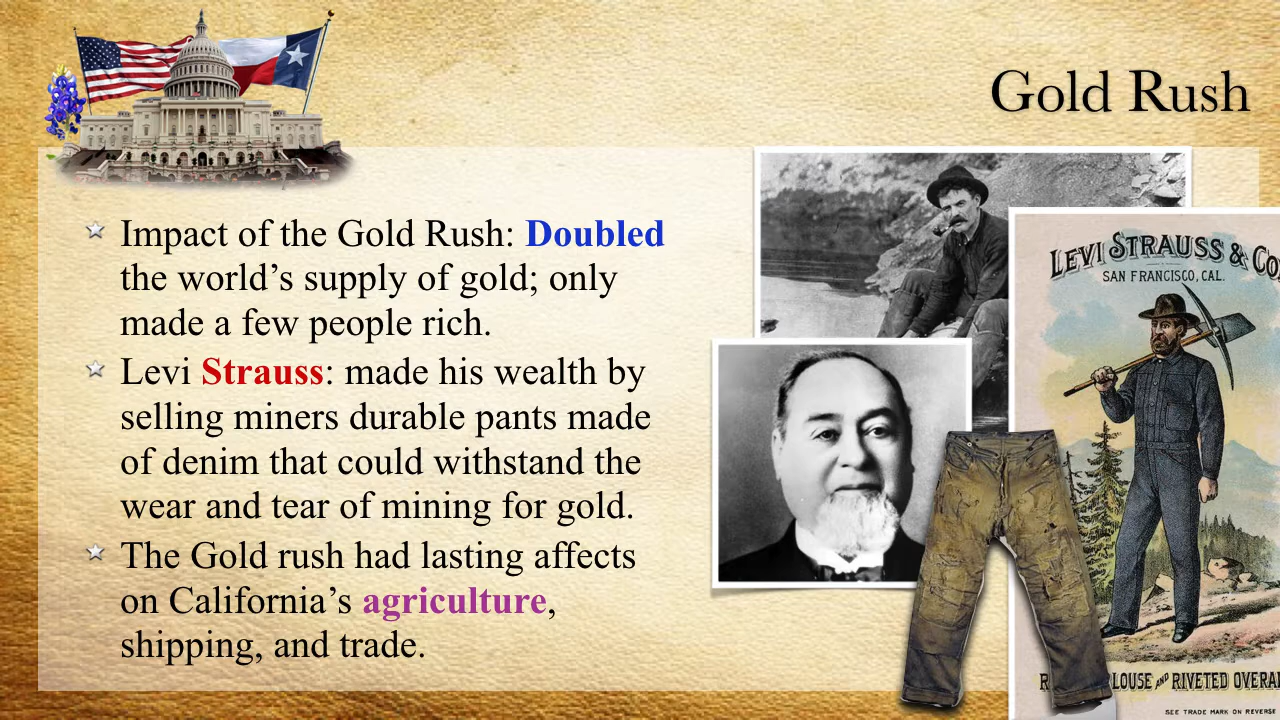 Gold Rush
Impact of the Gold Rush: Doubled
the world’s supply of gold; only
made a few people rich.
Levi Strauss: made his wealth by
selling miners durable pants made
of denim that could withstand the
wear and tear of mining for gold.
The Gold rush had lasting affects
on California’s agriculture,
shipping, and trade.
LEVI STRAUSS & Co
SAN FRANCISCO, CAL.
AND RIVETED
SEE TRADE MARK ON REVERSE